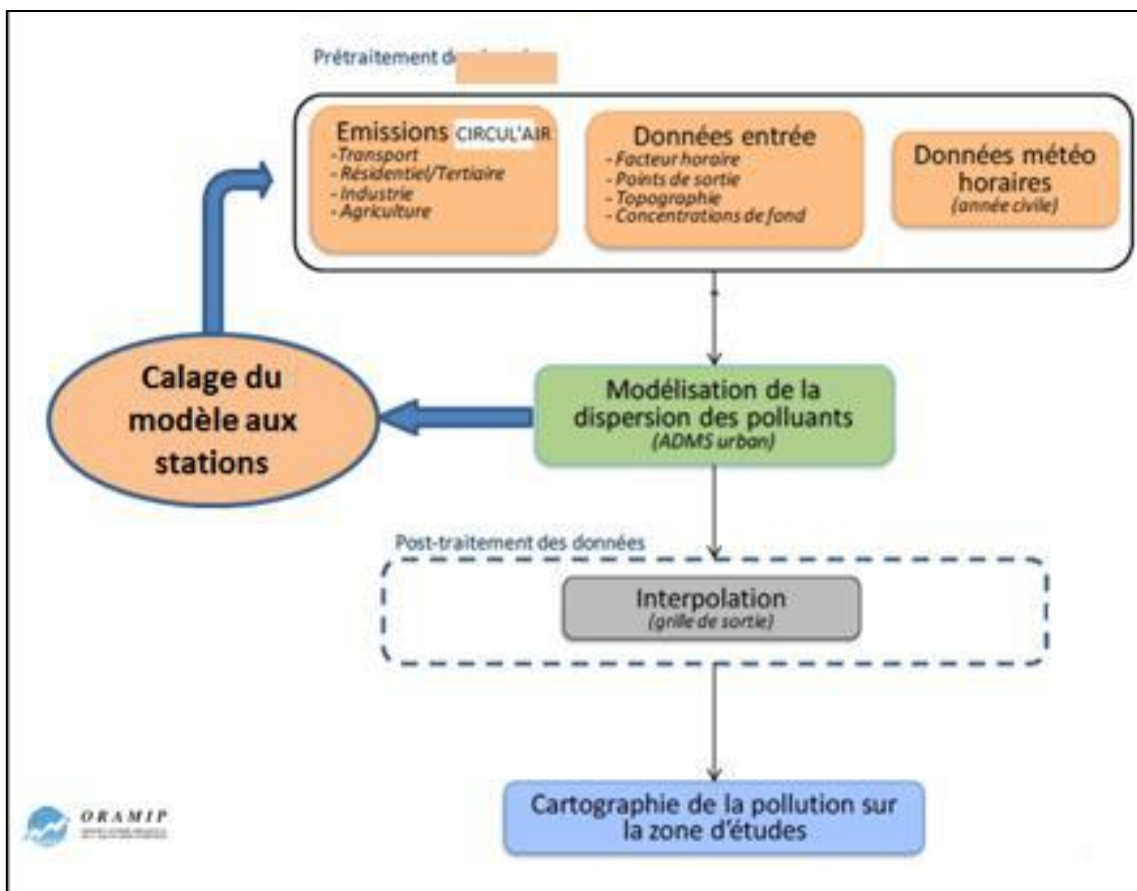 Prétraitement d
Emissions CIRCUL'AIR
-Transport
-Résidentiel/Tertiaire
-Industrie
-Agriculture
Données entrée
- Facteur horaire
- Points de sortie
- Topographie
- Concentrations de fond
Données météo
horaires
(année civile)
Calage du
modèle aux
stations
Modélisation de la
dispersion des polluants
(ADMS urban)
Post-traitement des données
Interpolation
(grille de sortie)
Cartographie de la pollution sur
la zone d'études
ORAMIP